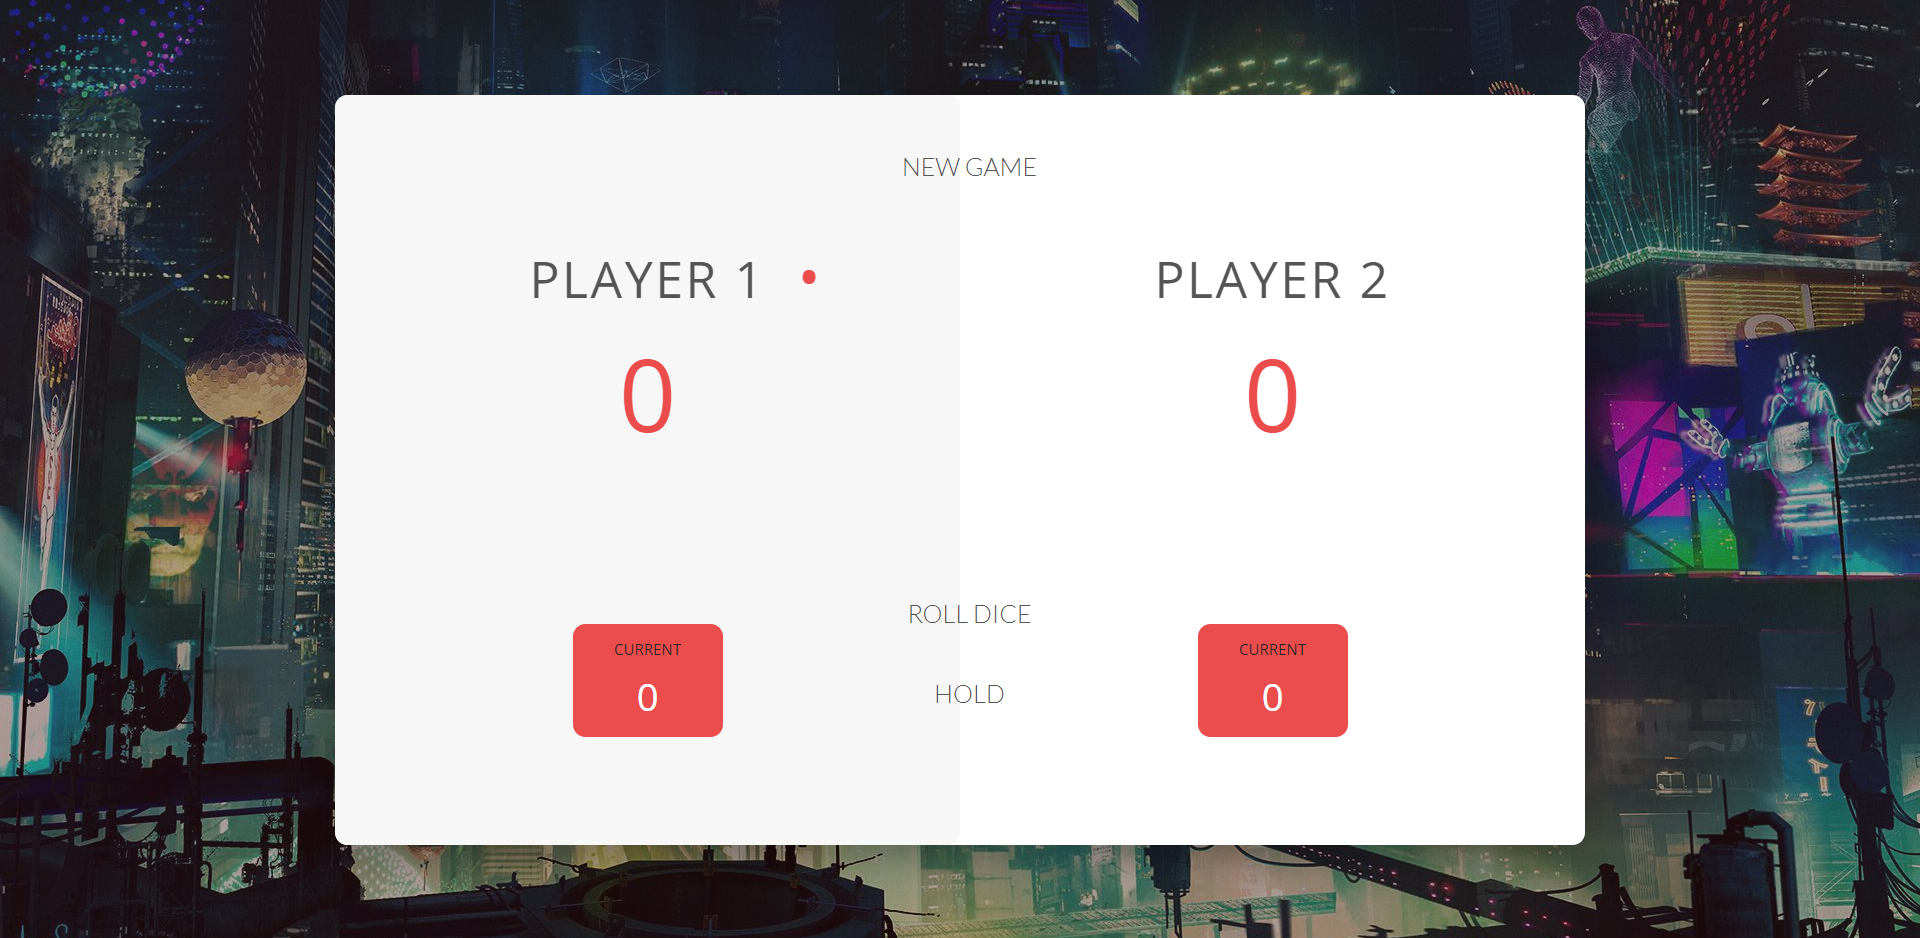 NEW GAME
PLAYER 1
PLAYER 2
0
0
ROLL DICE
CURRENT
0
CURRENT
0
HOLD